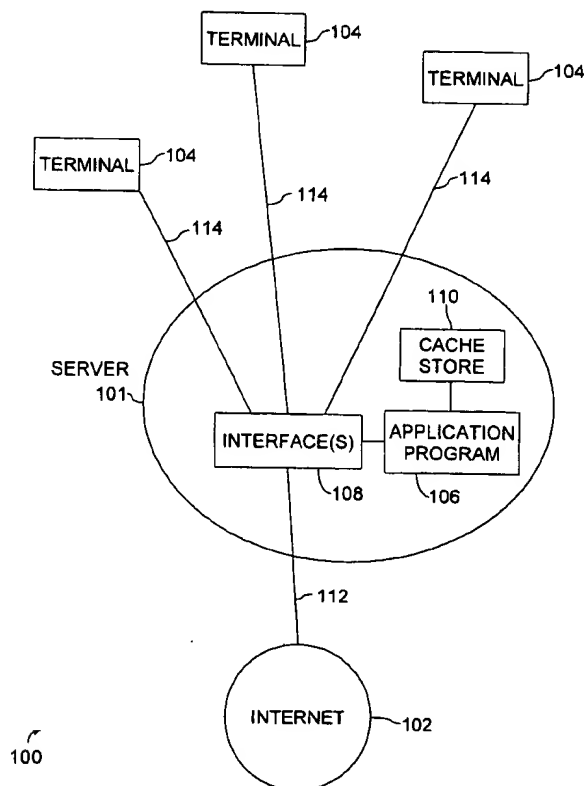 TERMINAL 104
TERMINAL 104
TERMINAL 104
114
114
114
SERVER
101
110
CACHE
STORE
INTERFACE(S)
APPLICATION
PROGRAM
108
106
112
INTERNET
102
100